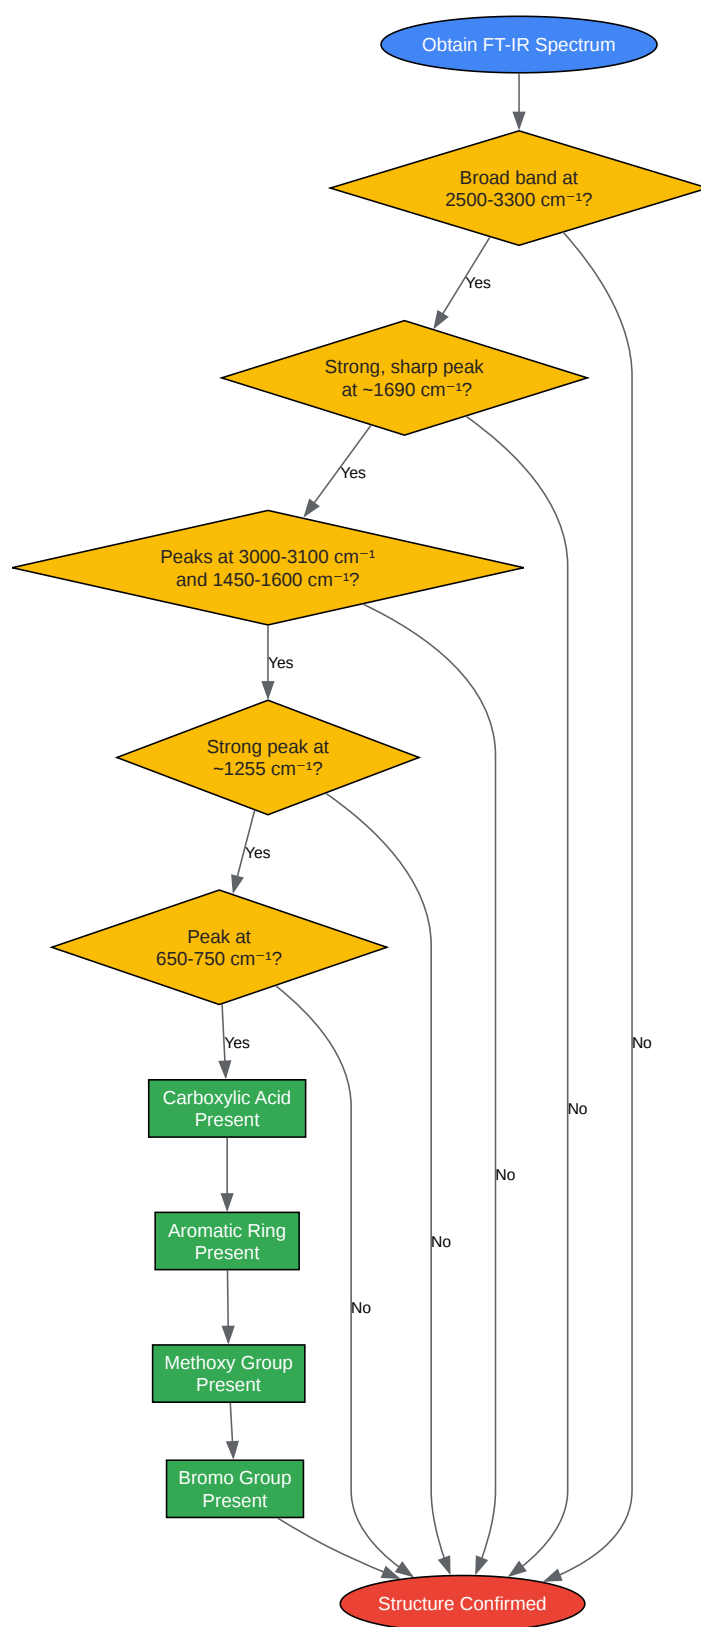 Obtain FT-IR Spectrum
Broad band at
2500-3300 cm⁻¹?
Yes
Strong, sharp peak
at ~1690 cm⁻¹?
Yes
Peaks at 3000-3100 cm⁻¹
and 1450-1600 cm⁻¹?
Yes
Strong peak at
~1255 cm⁻¹?
Yes
Peak at
650-750 cm⁻¹?
Yes
No
Carboxylic Acid
Present
No
No
Aromatic Ring
Present
No
No
Methoxy Group
Present
Bromo Group
Present
Structure Confirmed